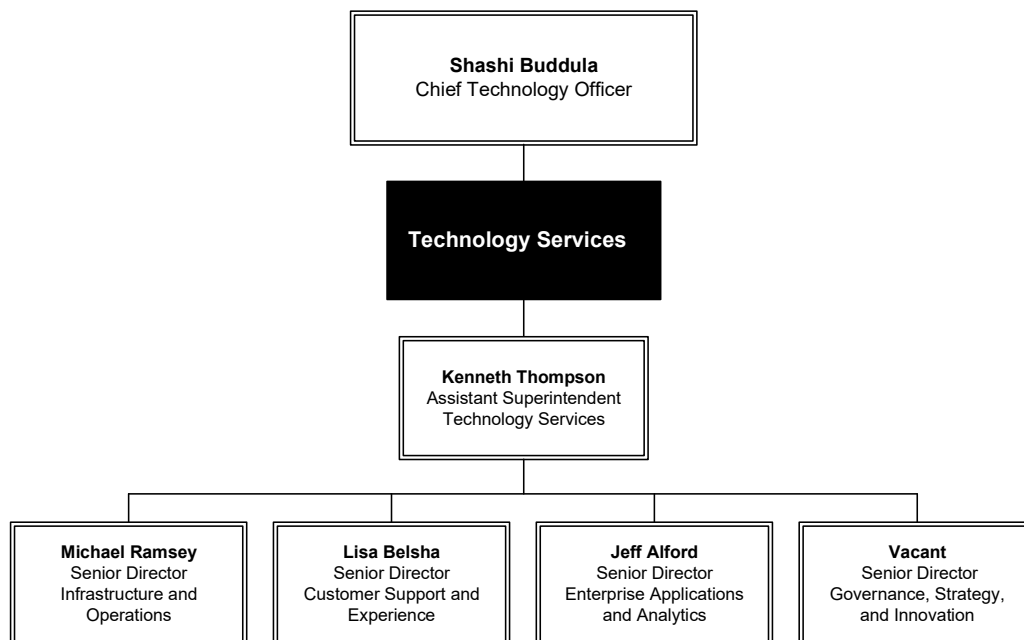 Shashi Buddula
Chief Technology Officer
Technology Services
Kenneth Thompson
Assistant Superintendent
Technology Services
Michael Ramsey
Senior Director
Infrastructure and
Operations
Lisa Belsha
Senior Director
Customer Support and
Experience
Jeff Alford
Senior Director
Enterprise Applications
and Analytics
Vacant
Senior Director
Governance, Strategy,
and Innovation